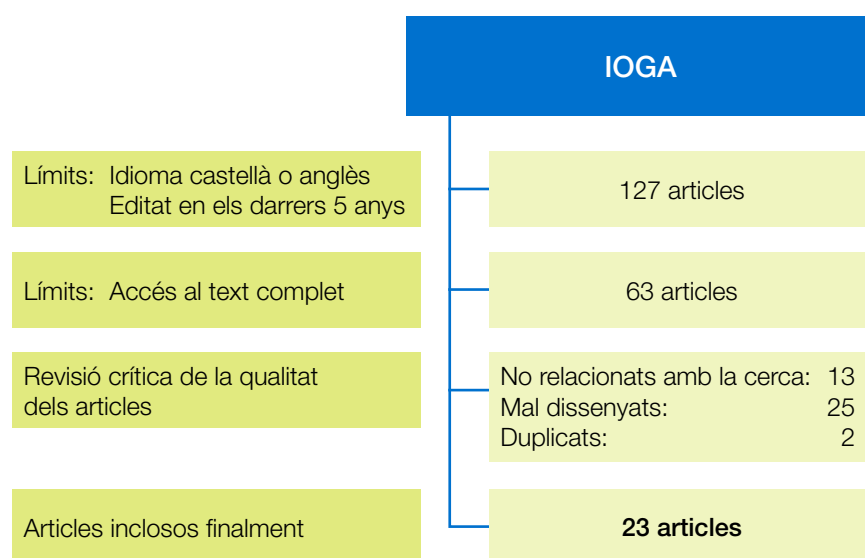 IOGA
Límits: Idioma castellà o anglès
Editat en els darrers 5 anys
127 articles
Límits: Accés al text complet
63 articles
Revisió crítica de la qualitat
dels articles
No relacionats amb la cerca: 13
Mal dissenyats: 25
Duplicats: 2
Articles inclosos finalment
23 articles